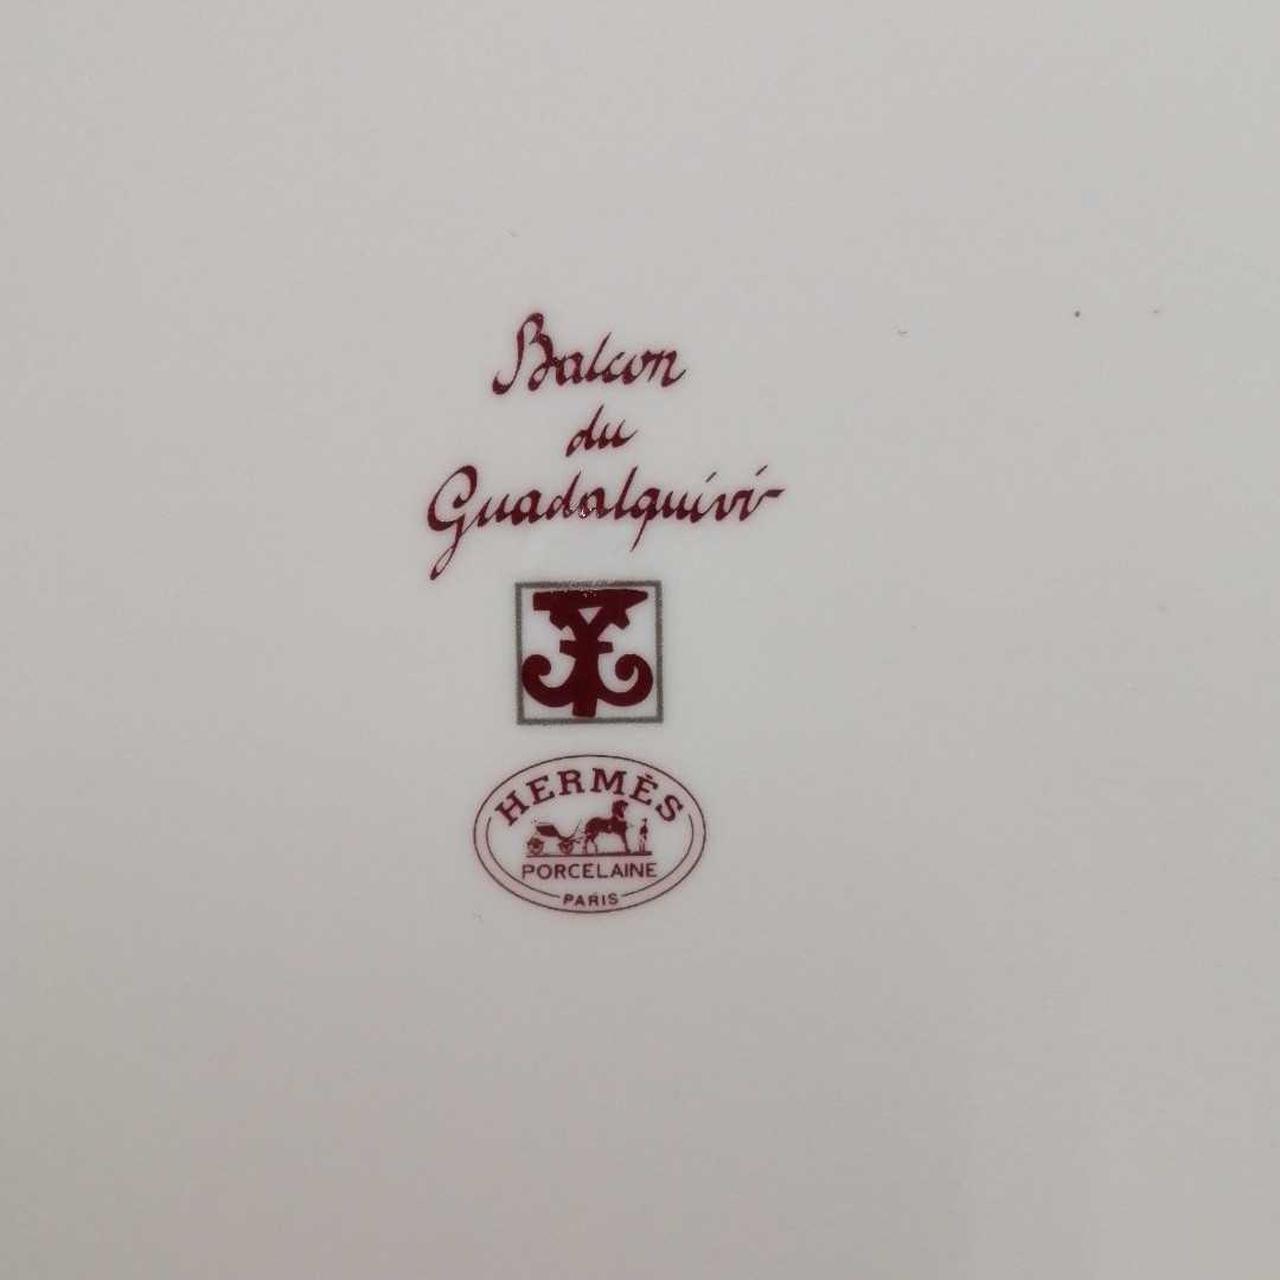 Balcon
du
Guadalquivir
HERMÈS
PORCELAINE
PARIS